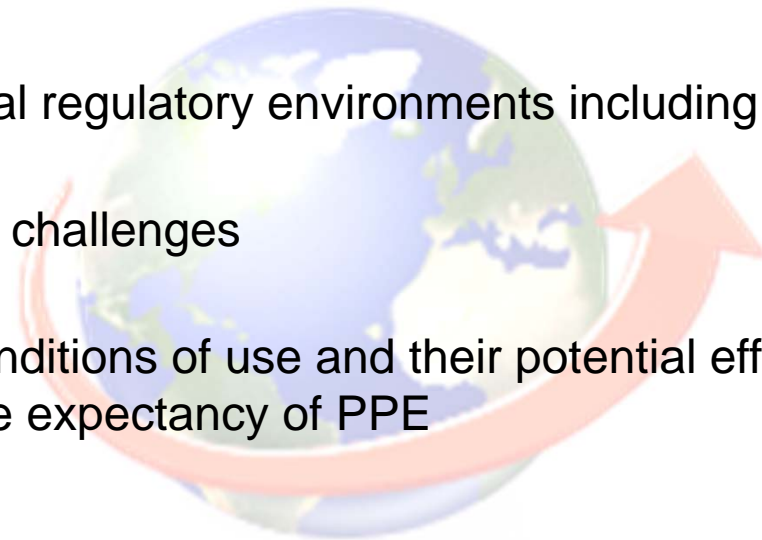 al regulatory environments including
challenges
nditions of use and their potential eff
e expectancy of PPE